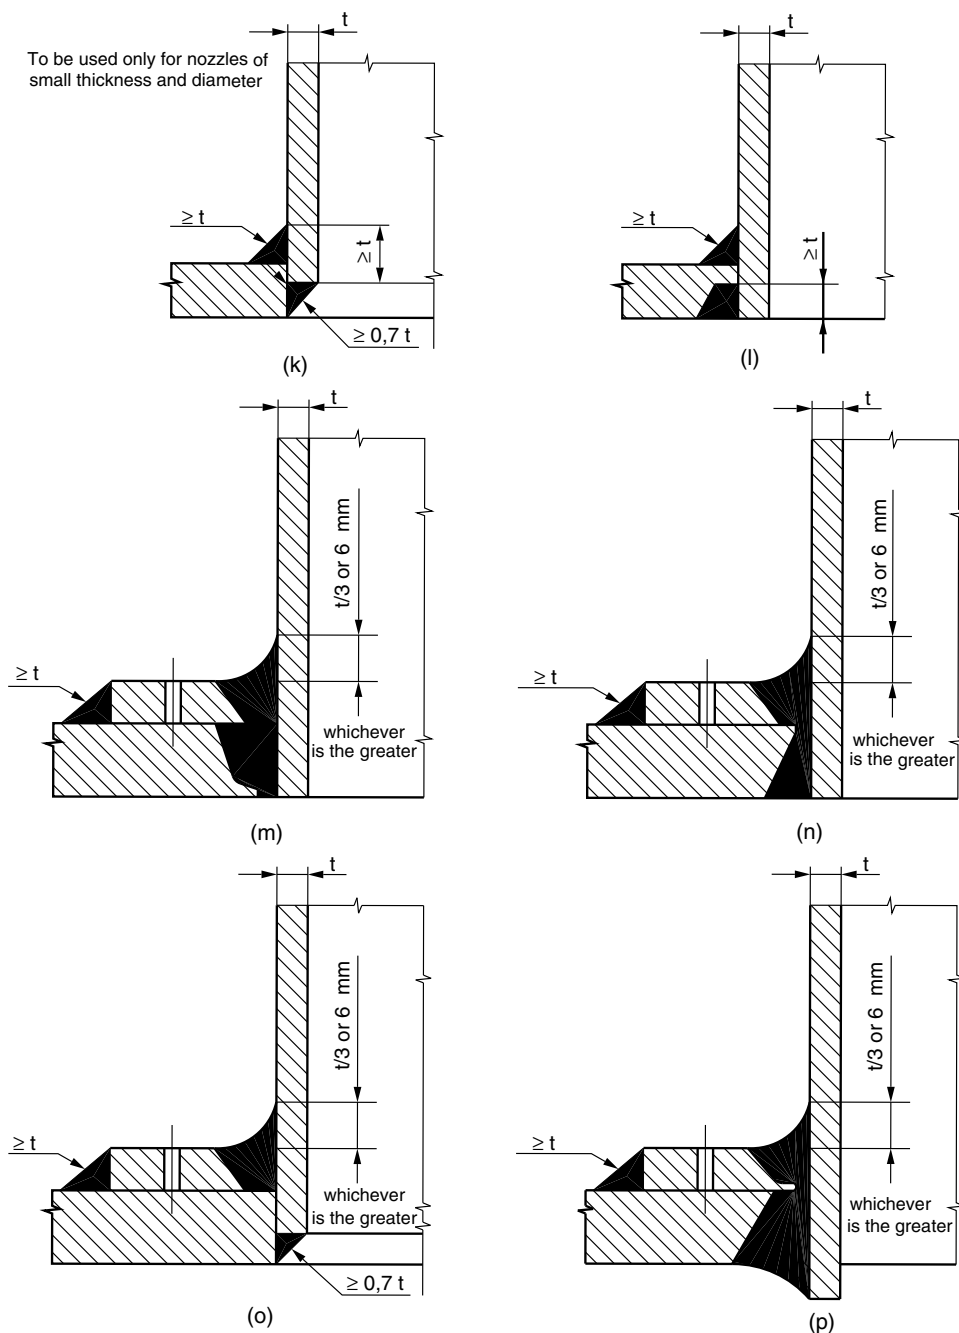 t
To be used only for nozzles of
small thickness and diameter
≥ t
≥ t
≥ 0,7 t
(k)
t
≥ t
≥ t
(l)
t
t/3 or 6 mm
≥ t
whichever
is the greater
(m)
t
t/3 or 6 mm
≥ t
whichever
is the greater
(n)
t
t/3 or 6 mm
≥ t
whichever
is the greater
≥ 0,7 t
(o)
t
t/3 or 6 mm
≥ t
whichever
is the greater
(p)